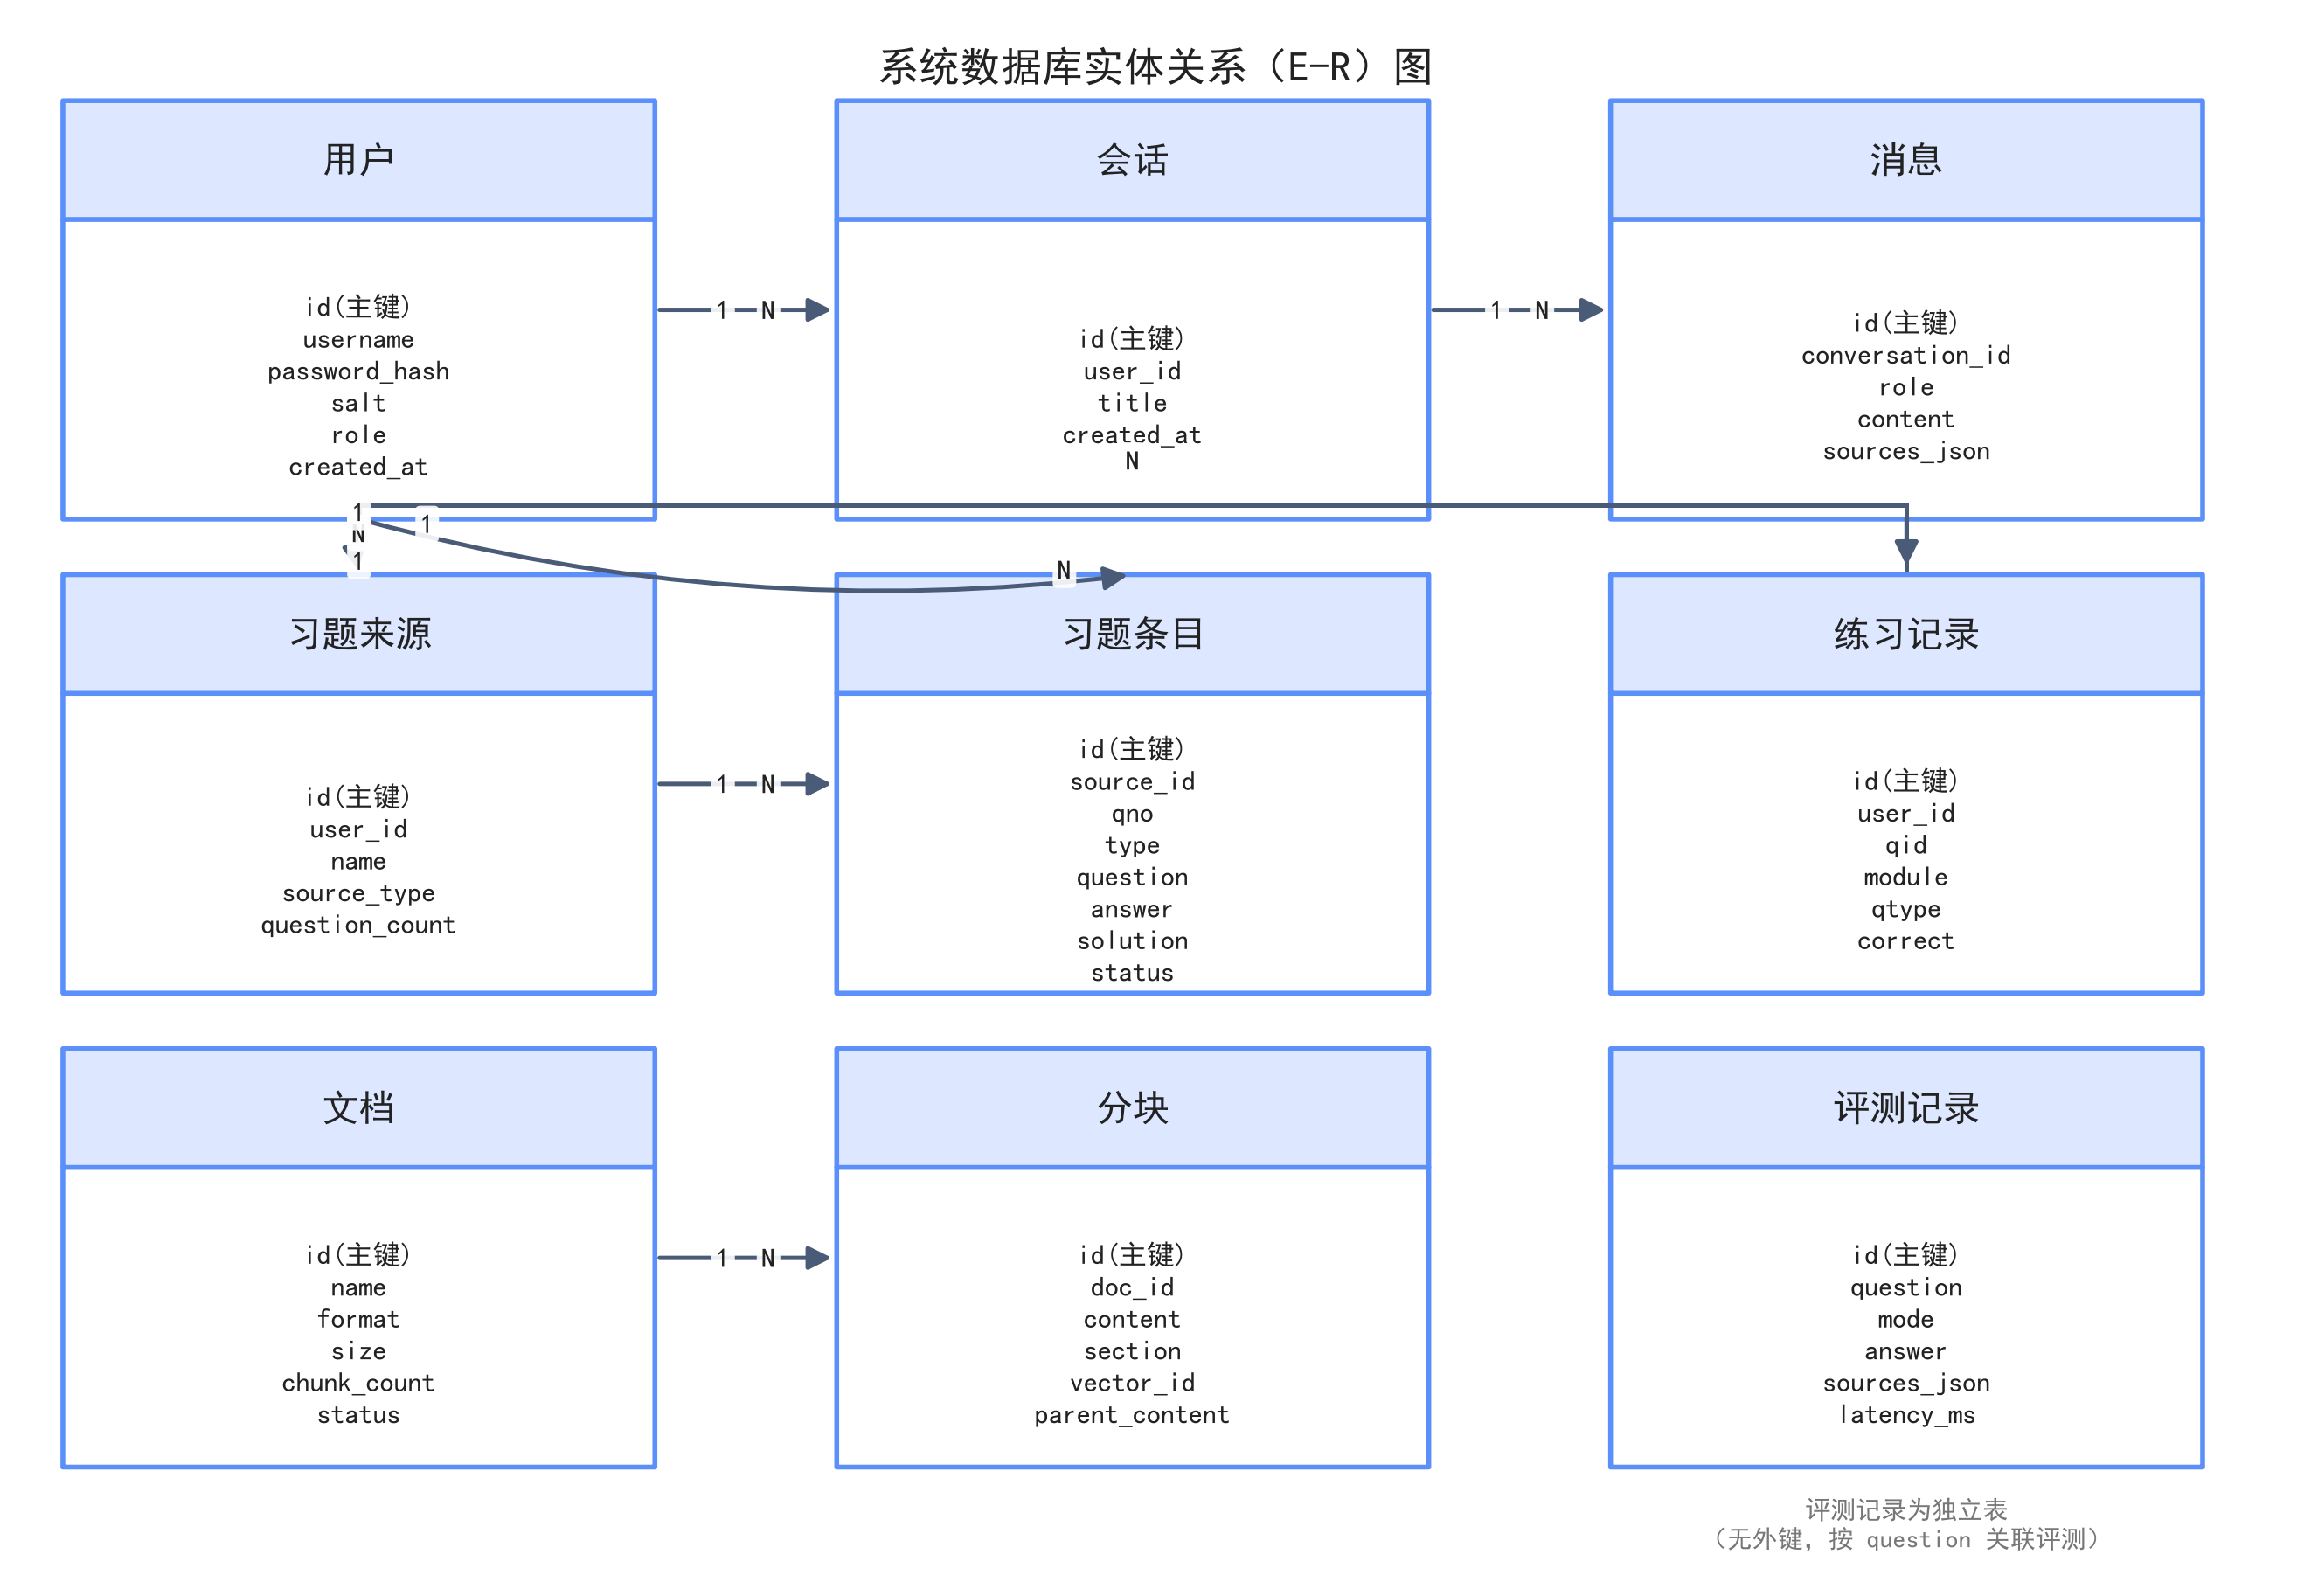 系统数据库实体关系（E-R）图
用户
会话
消息
id(主键)
username
password_hash
salt
role
created_at
1
N
id(主键)
user_id
title
created_at
N
1
N
id(主键)
conversation_id
role
content
sources_json
1
1
N
1
N
习题来源
习题条目
练习记录
id(主键)
user_id
name
source_type
question_count
1
N
id(主键)
source_id
qno
type
question
answer
solution
status
id(主键)
user_id
qid
module
qtype
correct
文档
分块
评测记录
id(主键)
name
format
size
chunk_count
status
1
N
id(主键)
doc_id
content
section
vector_id
parent_content
id(主键)
question
mode
answer
sources_json
latency_ms
评测记录为独立表
（无外键，按 question 关联评测）